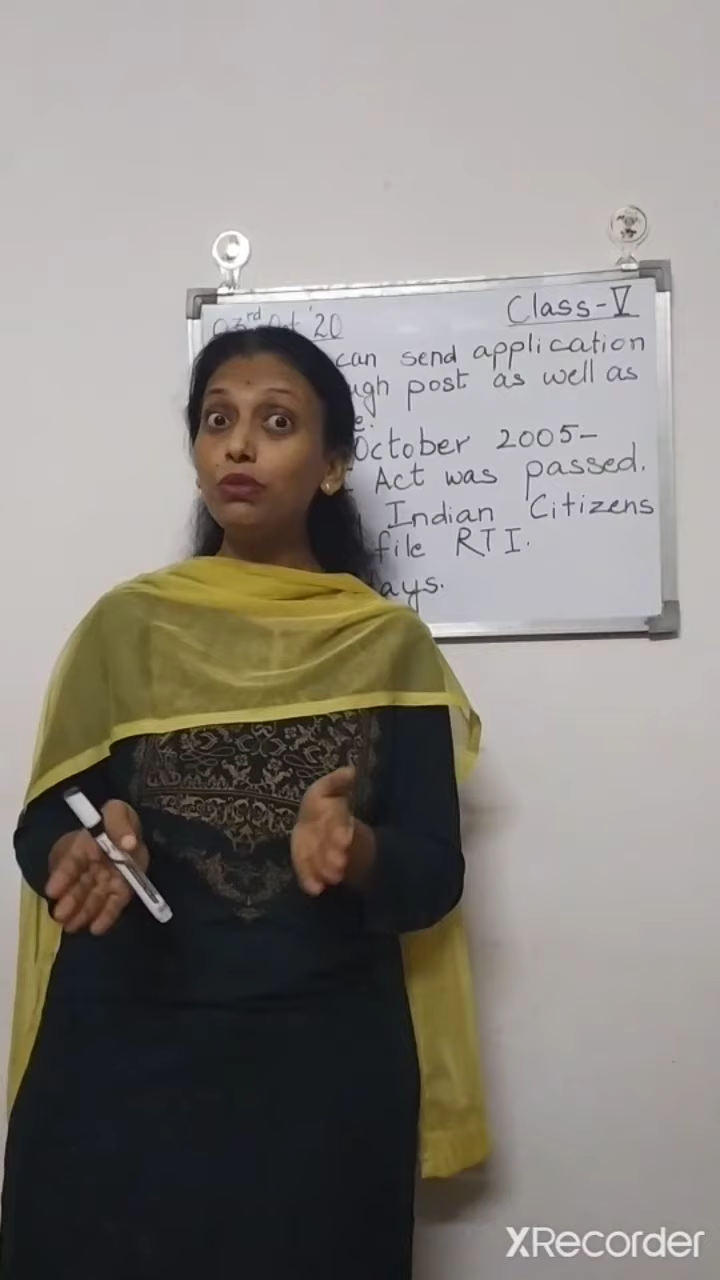 03rd Oct '20
Class-V
can send application
ugh post as well as
e.
October 2005-
Act was passed.
Indian Citizens
file RTI.
ays.
XRecorder